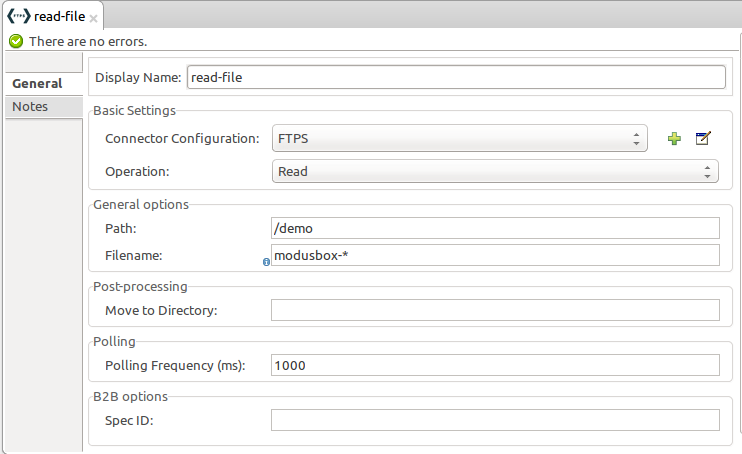 FTPS read-file
There are no errors.
General
Notes
Display Name: read-file
Basic Settings
Connector Configuration: FTPS
Operation: Read
General options
Path: /demo
Filename: modusbox-*
Post-processing
Move to Directory:
Polling
Polling Frequency (ms): 1000
B2B options
Spec ID: